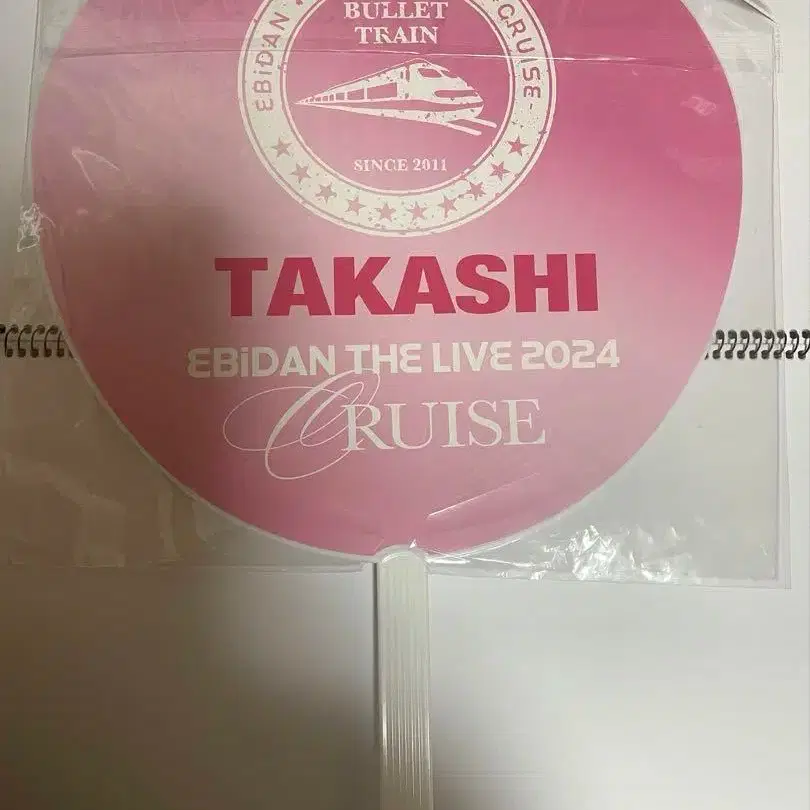 EBiDAN
CRUISE-
BULLET
TRAIN
SINCE 2011
TAKASHI
EBiDAN THE LIVE 2024
CRUISE